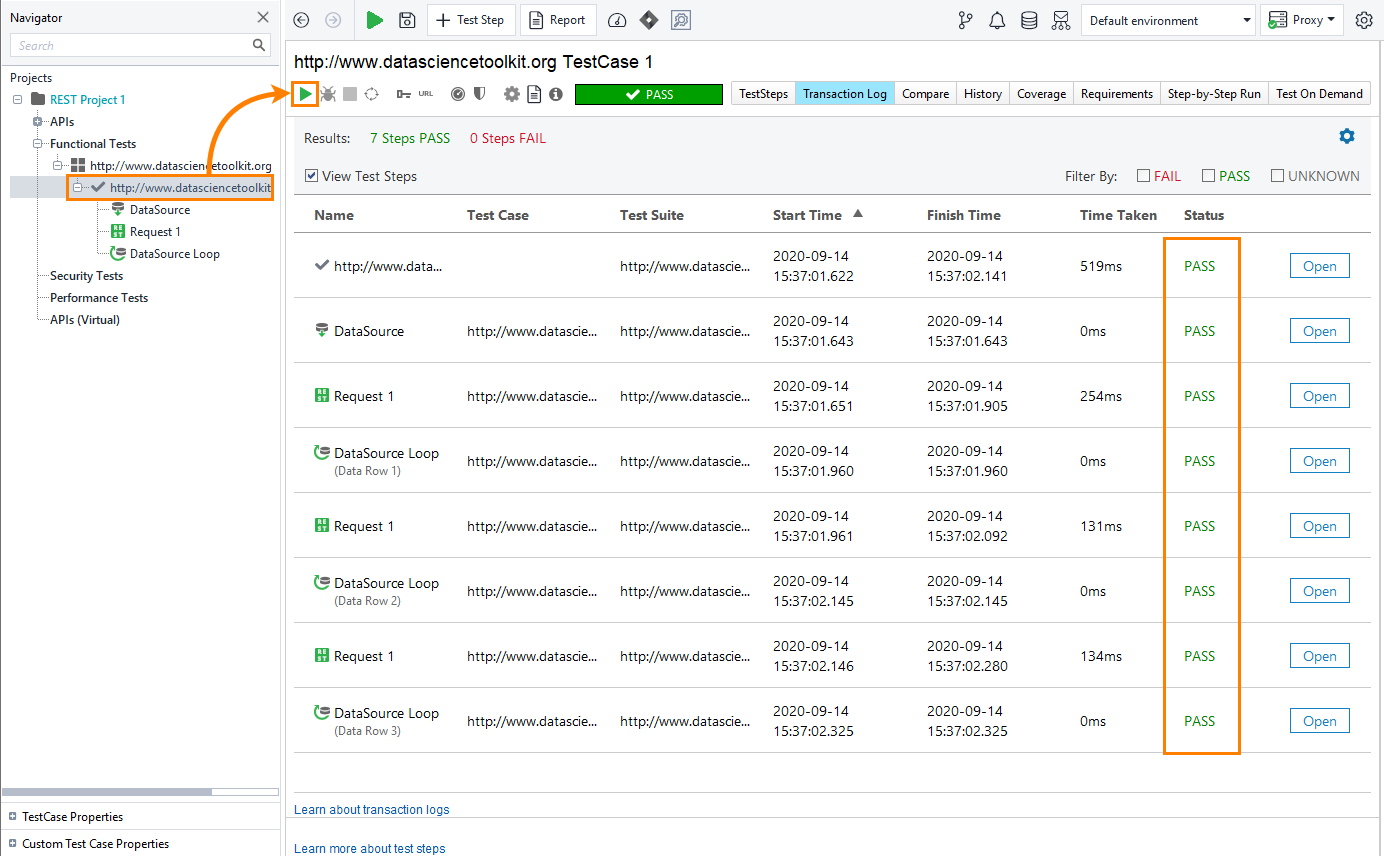 Navigator
Search
Projects
REST Project 1
APIs
Functional Tests
http://www.datasciencetoolkit.org
http://www.datasciencetoolkit
DataSource
Request 1
DataSource Loop
Security Tests
Performance Tests
APIs (Virtual)
TestCase Properties
Custom Test Case Properties
Test Step
Report
Default environment
Proxy
http://www.datasciencetoolkit.org TestCase 1
URL
PASS
TestSteps
Transaction Log
Compare
History
Coverage
Requirements
Step-by-Step Run
Test On Demand
Results: 7 Steps PASS 0 Steps FAIL
View Test Steps
Filter By: FAIL PASS UNKNOWN
Name Test Case Test Suite Start Time Finish Time Time Taken Status
http://www.data... http://www.datascie... 2020-09-14 15:37:01.622 2020-09-14 15:37:02.141 519ms PASS Open
DataSource http://www.datascie... http://www.datascie... 2020-09-14 15:37:01.643 2020-09-14 15:37:01.643 0ms PASS Open
REST Request 1 http://www.datascie... http://www.datascie... 2020-09-14 15:37:01.651 2020-09-14 15:37:01.905 254ms PASS Open
DataSource Loop (Data Row 1) http://www.datascie... http://www.datascie... 2020-09-14 15:37:01.960 2020-09-14 15:37:01.960 0ms PASS Open
REST Request 1 http://www.datascie... http://www.datascie... 2020-09-14 15:37:01.961 2020-09-14 15:37:02.092 131ms PASS Open
DataSource Loop (Data Row 2) http://www.datascie... http://www.datascie... 2020-09-14 15:37:02.145 2020-09-14 15:37:02.145 0ms PASS Open
REST Request 1 http://www.datascie... http://www.datascie... 2020-09-14 15:37:02.146 2020-09-14 15:37:02.280 134ms PASS Open
DataSource Loop (Data Row 3) http://www.datascie... http://www.datascie... 2020-09-14 15:37:02.325 2020-09-14 15:37:02.325 0ms PASS Open
Learn about transaction logs
Learn more about test steps